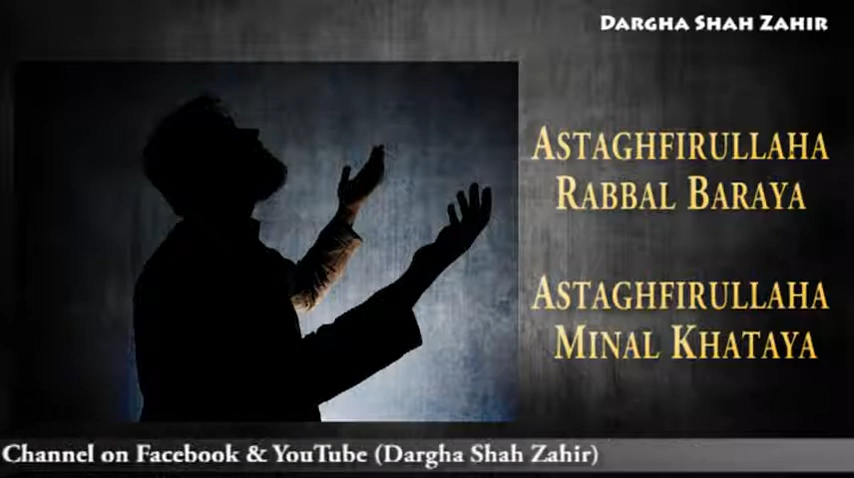 DARGHA SHAH ZAHIR
ASTAGHFIRULLAHA
RABBAL BARAYA
ASTAGHFIRULLAHA
MINAL KHATAYA
Channel on Facebook & YouTube (Dargha Shah Zahir)